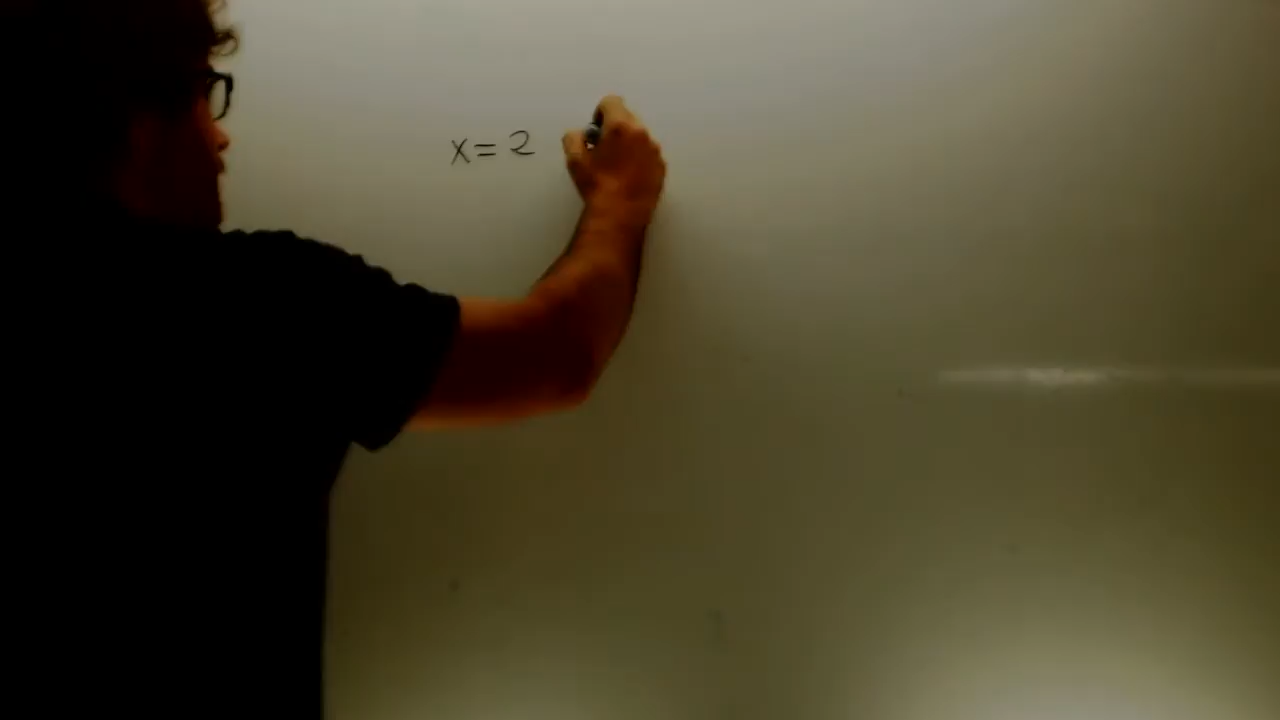 x = 2